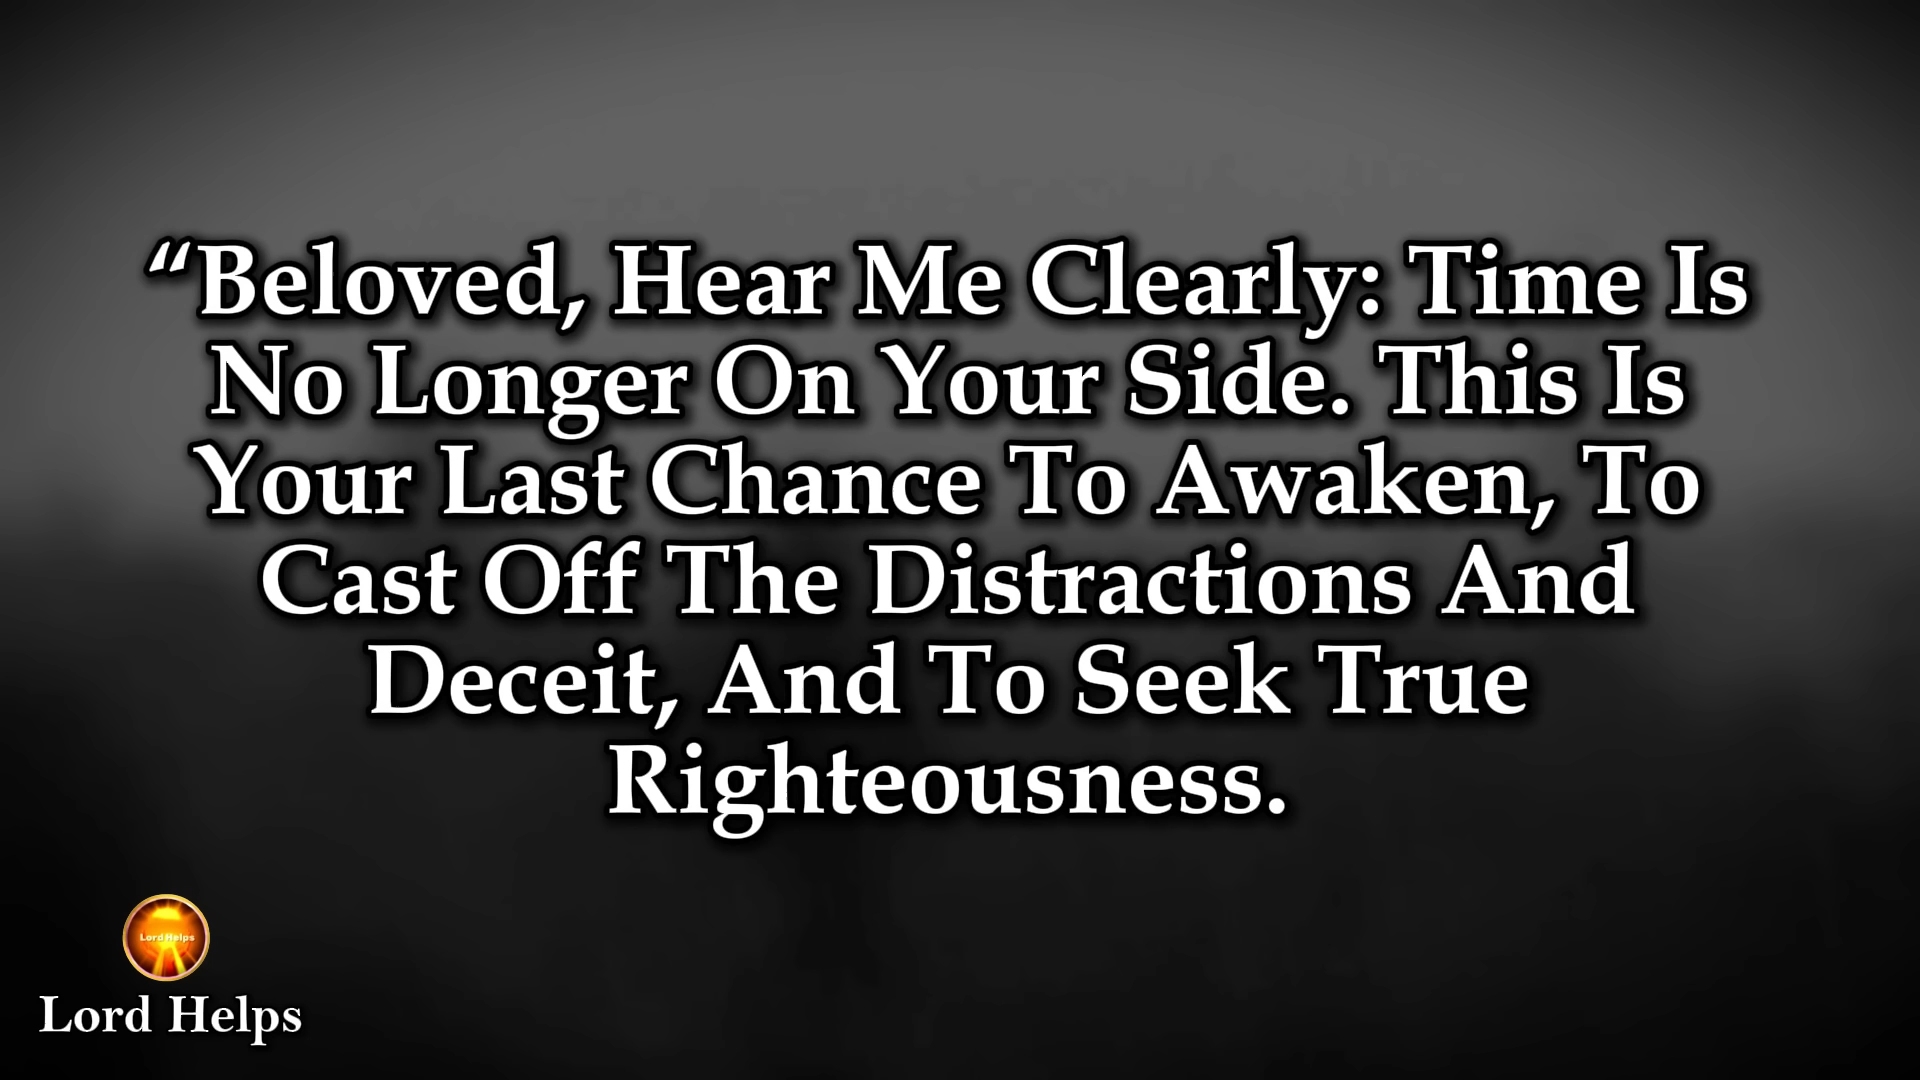 “Beloved, Hear Me Clearly: Time Is
No Longer On Your Side. This Is
Your Last Chance To Awaken, To
Cast Off The Distractions And
Deceit, And To Seek True
Righteousness.
Lord Helps
Lord Helps